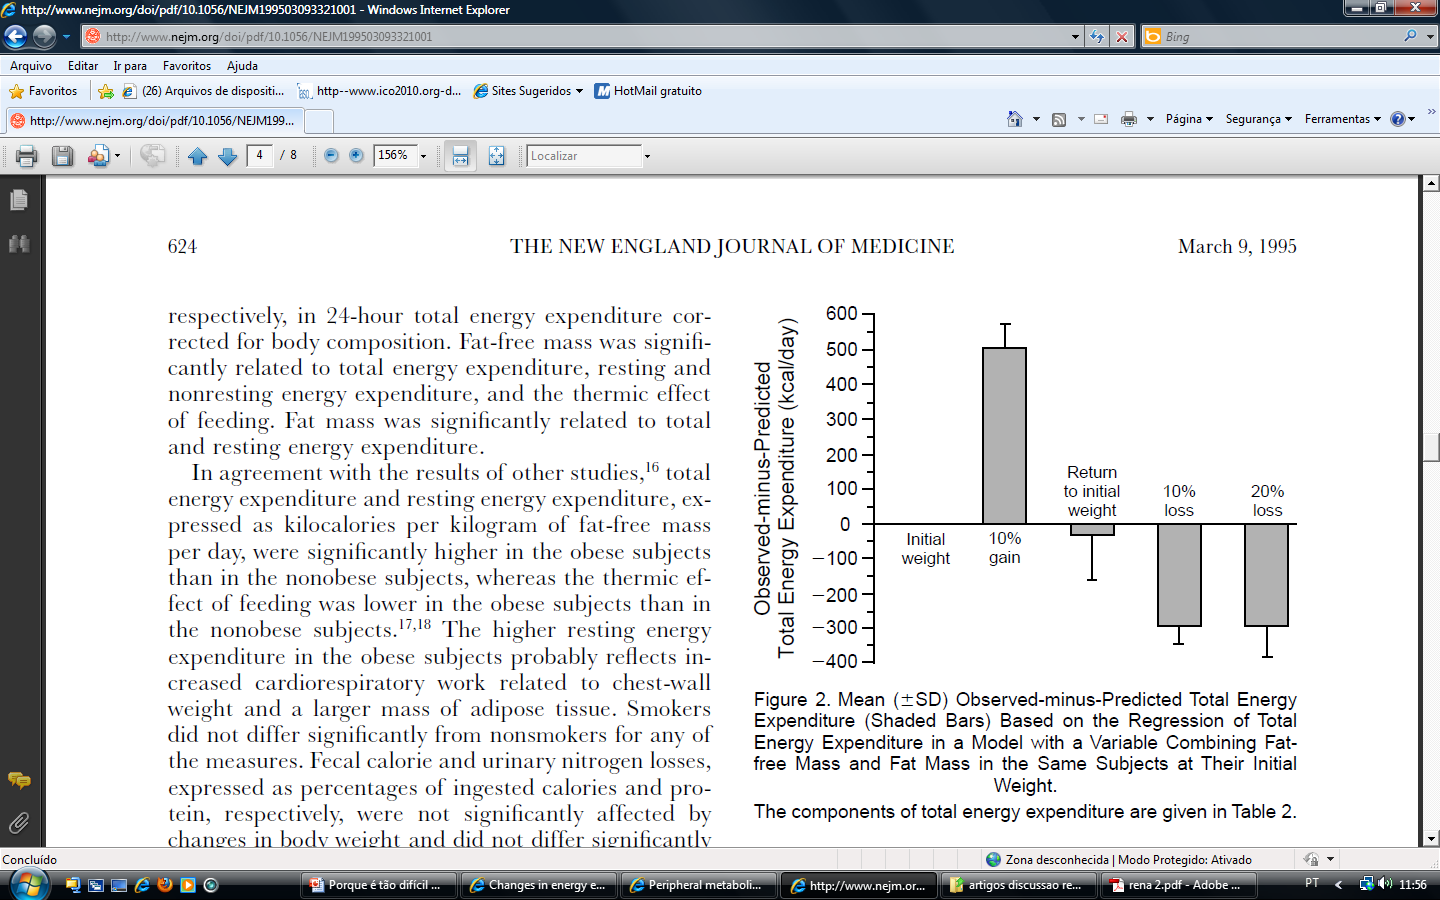 http://www.nejm.org/doi/pdf/10.1056/NEJM199503093321001 - Windows Internet Explorer
http://www.nejm.org/doi/pdf/10.1056/NEJM199503093321001
Bing
Arquivo Editar Ir para Favoritos Ajuda
Favoritos (26) Arquivos de dispositi... http--www.ico2010.org-d... Sites Sugeridos HotMail gratuito
http://www.nejm.org/doi/pdf/10.1056/NEJM199...
Página Segurança Ferramentas
4 / 8 156% Localizar
624 THE NEW ENGLAND JOURNAL OF MEDICINE March 9, 1995
respectively, in 24-hour total energy expenditure cor-
rected for body composition. Fat-free mass was signifi-
cantly related to total energy expenditure, resting and
nonresting energy expenditure, and the thermic effect
of feeding. Fat mass was significantly related to total
and resting energy expenditure.
In agreement with the results of other studies,16 total
energy expenditure and resting energy expenditure, ex-
pressed as kilocalories per kilogram of fat-free mass
per day, were significantly higher in the obese subjects
than in the nonobese subjects, whereas the thermic ef-
fect of feeding was lower in the obese subjects than in
the nonobese subjects.17,18 The higher resting energy
expenditure in the obese subjects probably reflects in-
creased cardiorespiratory work related to chest-wall
weight and a larger mass of adipose tissue. Smokers
did not differ significantly from nonsmokers for any of
the measures. Fecal calorie and urinary nitrogen losses,
expressed as percentages of ingested calories and pro-
tein, respectively, were not significantly affected by
changes in body weight and did not differ significantly
Observed-minus-Predicted
Total Energy Expenditure (kcal/day)
600
500
400
300
200
100
0
−100
−200
−300
−400
Initial
weight
10%
gain
Return
to initial
weight
10%
loss
20%
loss
Figure 2. Mean (±SD) Observed-minus-Predicted Total Energy
Expenditure (Shaded Bars) Based on the Regression of Total
Energy Expenditure in a Model with a Variable Combining Fat-
free Mass and Fat Mass in the Same Subjects at Their Initial
Weight.
The components of total energy expenditure are given in Table 2.
Concluído Zona desconhecida | Modo Protegido: Ativado
Porque é tão difícil ... Changes in energy e... Peripheral metaboli... http://www.nejm.or... artigos discussao re... rena 2.pdf - Adobe ... PT 11:56